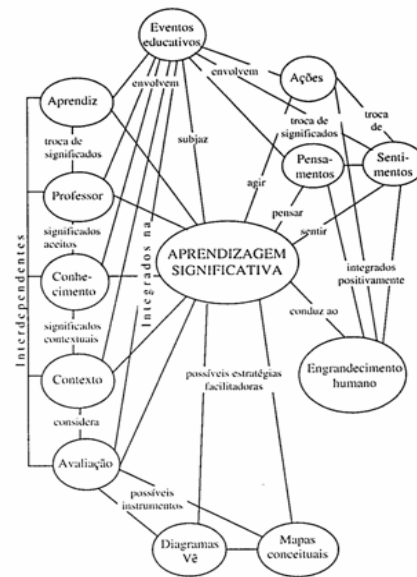 Eventos
educativos
envolvem
envolvem
Ações
Aprendiz
troca de
significados
troca
de
subjaz
troca de
significados
Pensa-
mentos
Senti-
mentos
agir
Professor
pensar
sentir
significados
aceitos
Integrados na
APRENDIZAGEM
SIGNIFICATIVA
integrados
positivamente
Interdependentes
Conhe-
cimento
conduz ao
significados
contextuais
Contexto
possíveis estratégias
facilitadoras
Engrandecimento
humano
considera
Avaliação
possíveis
instrumentos
Diagramas
Vê
Mapas
conceituais